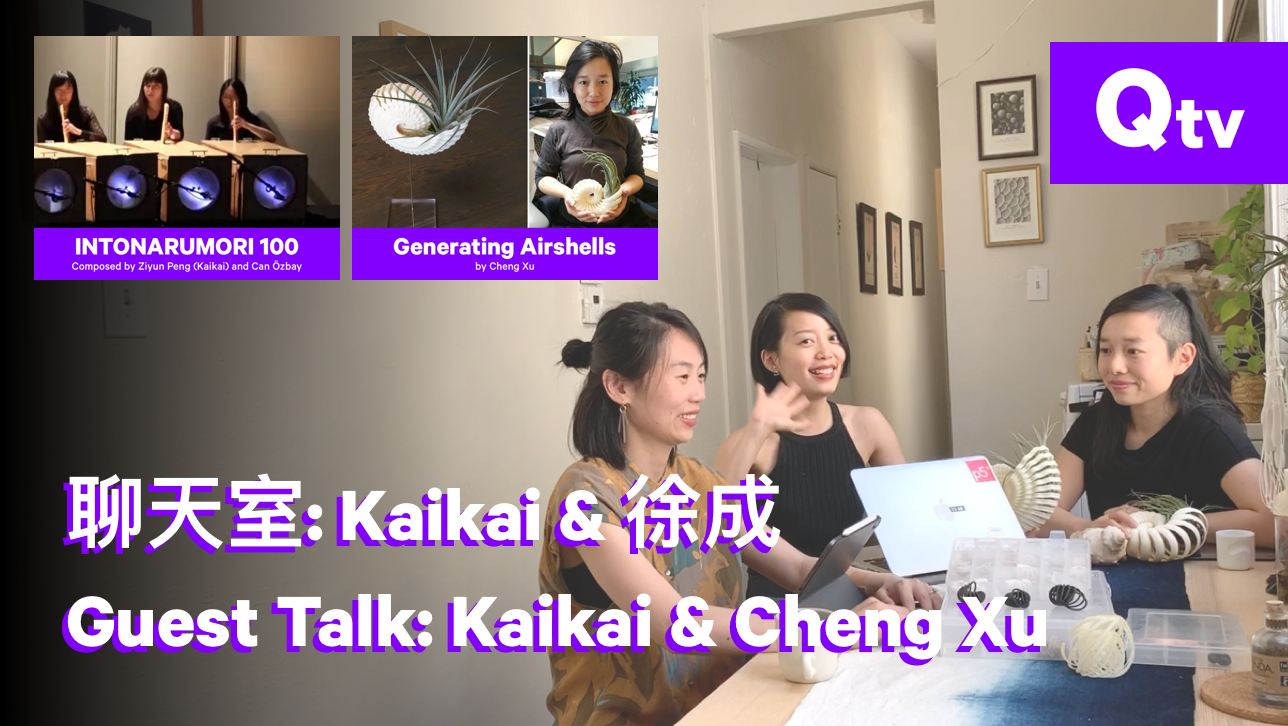 INTONARUMORI 100
Composed by Ziyun Peng (Kaikai) and Can Özbay
Generating Airshells
by Cheng Xu
Qtv
p5*
聊天室: Kaikai & 徐成
Guest Talk: Kaikai & Cheng Xu